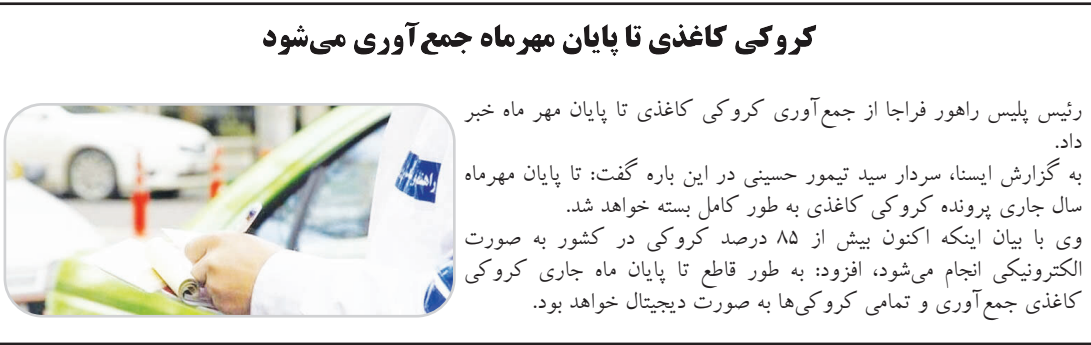 کروکی کاغذی تا پایان مهرماه جمع‌آوری می‌شود
رئیس پلیس راهور فراجا از جمع‌آوری کروکی کاغذی تا پایان مهر ماه خبر
داد.
به گزارش ایسنا، سردار سید تیمور حسینی در این باره گفت: تا پایان مهرماه
سال جاری پرونده کروکی کاغذی به طور کامل بسته خواهد شد.
وی با بیان اینکه اکنون بیش از ۸۵ درصد کروکی در کشور به صورت
الکترونیکی انجام می‌شود، افزود: به طور قاطع تا پایان ماه جاری کروکی
کاغذی جمع‌آوری و تمامی کروکی‌ها به صورت دیجیتال خواهد بود.